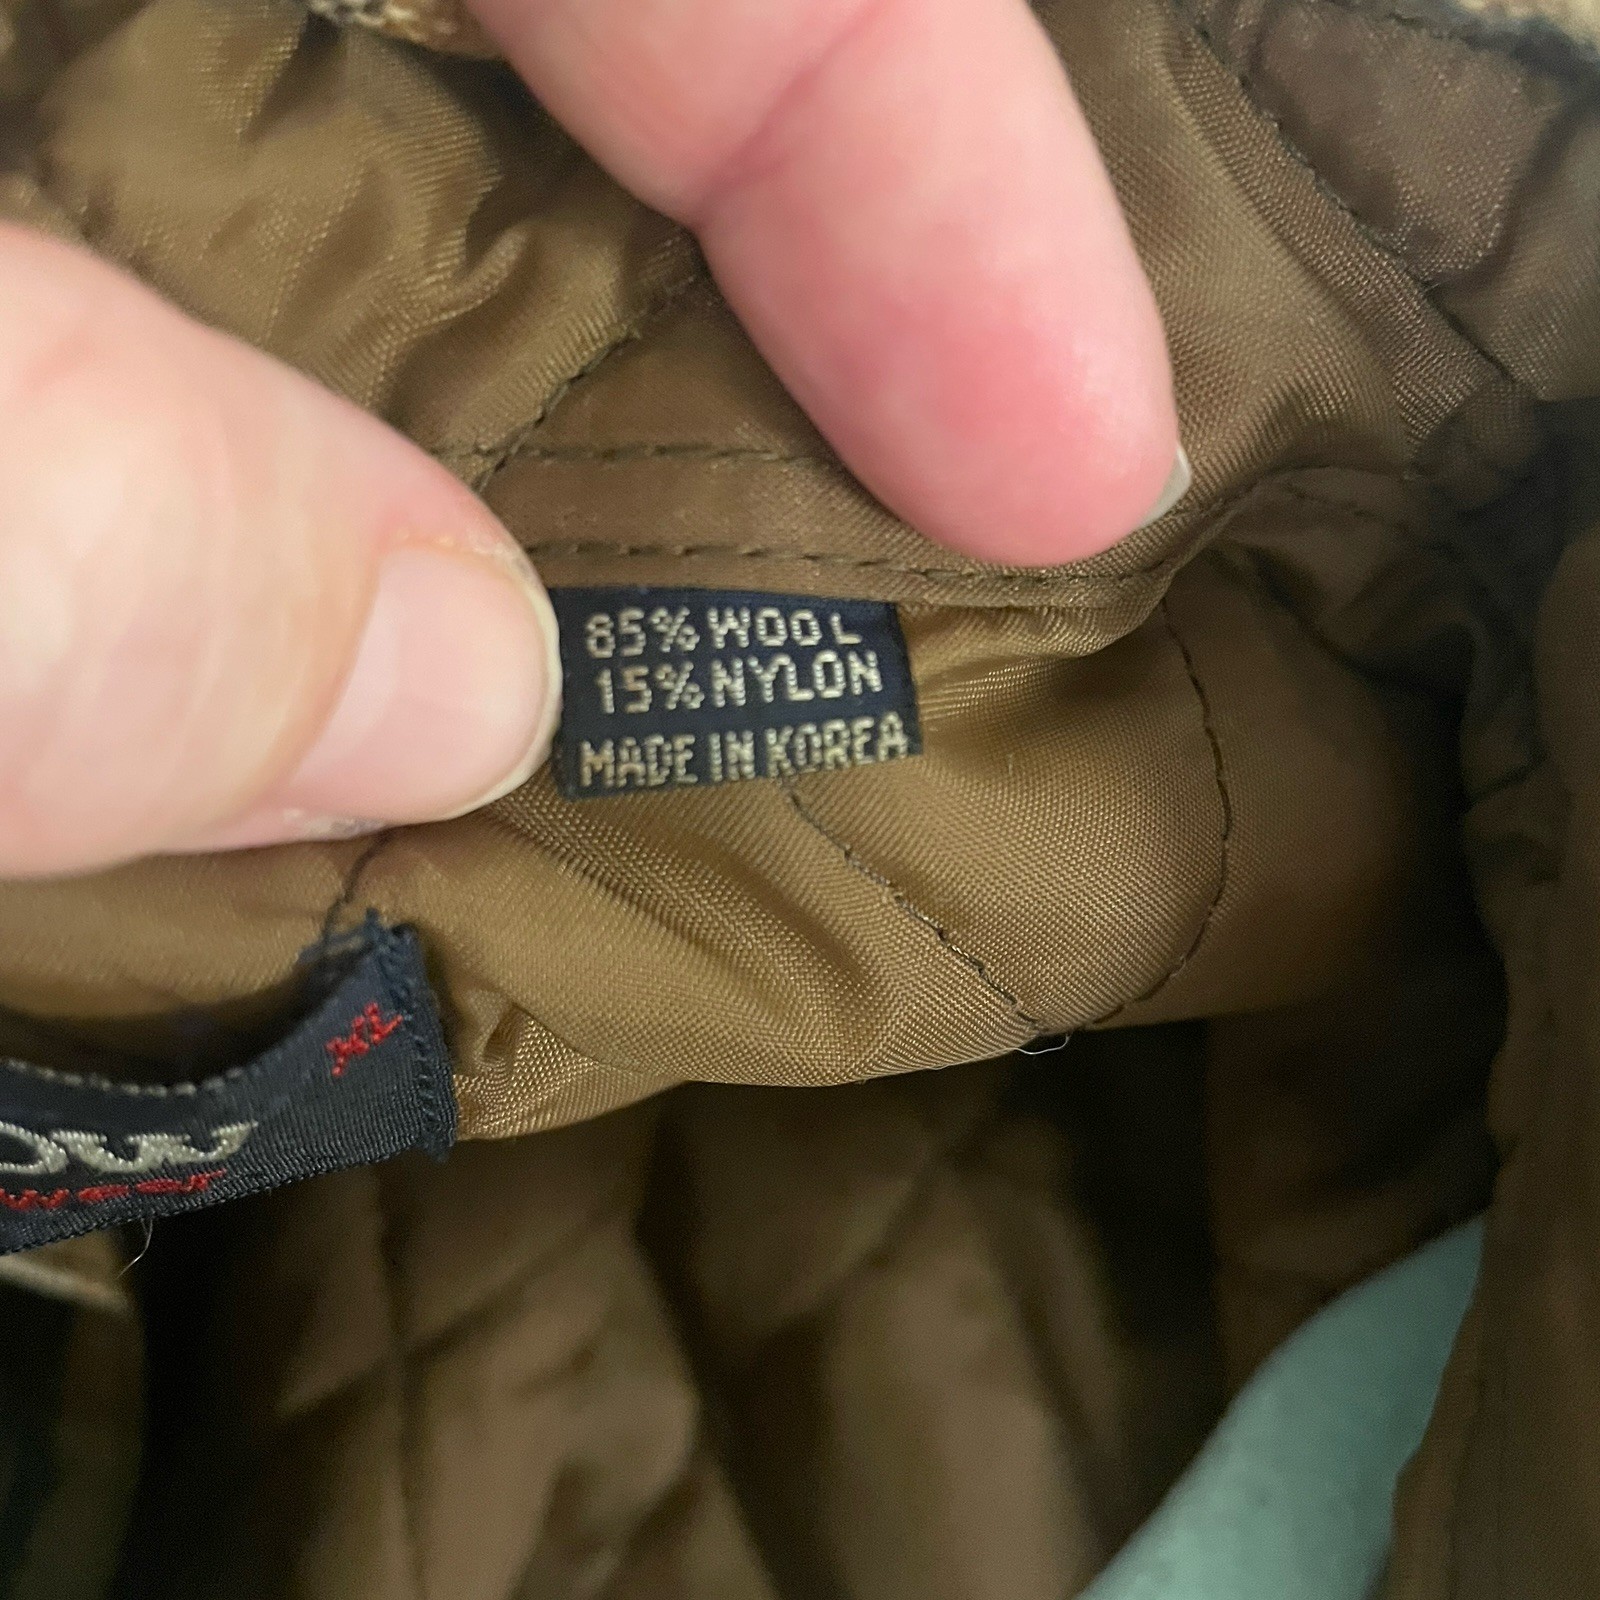 85% WOOL
15% NYLON
MADE IN KOREA
XL